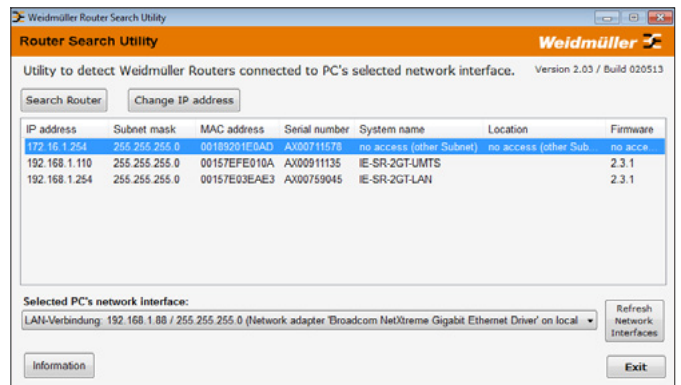 Weidmüller Router Search Utility
Router Search Utility
Weidmüller
Utility to detect Weidmüller Routers connected to PC's selected network interface. Version 2.03 / Build 020513
Search Router Change IP address
IP address Subnet mask MAC address Serial number System name Location Firmware
172.16.1.254 255.255.255.0 00189201E0AD AX00711578 no access (other Subnet) no access (other Sub... no acce...
192.168.1.110 255.255.255.0 00157EFE010A AX00911135 IE-SR-2GT-UMTS 2.3.1
192.168.1.254 255.255.255.0 00157E03EAE3 AX00759045 IE-SR-2GT-LAN 2.3.1
Selected PC's network interface:
LAN-Verbindung: 192.168.1.88 / 255.255.255.0 (Network adapter 'Broadcom NetXtreme Gigabit Ethernet Driver' on local
Refresh
Network
Interfaces
Information Exit